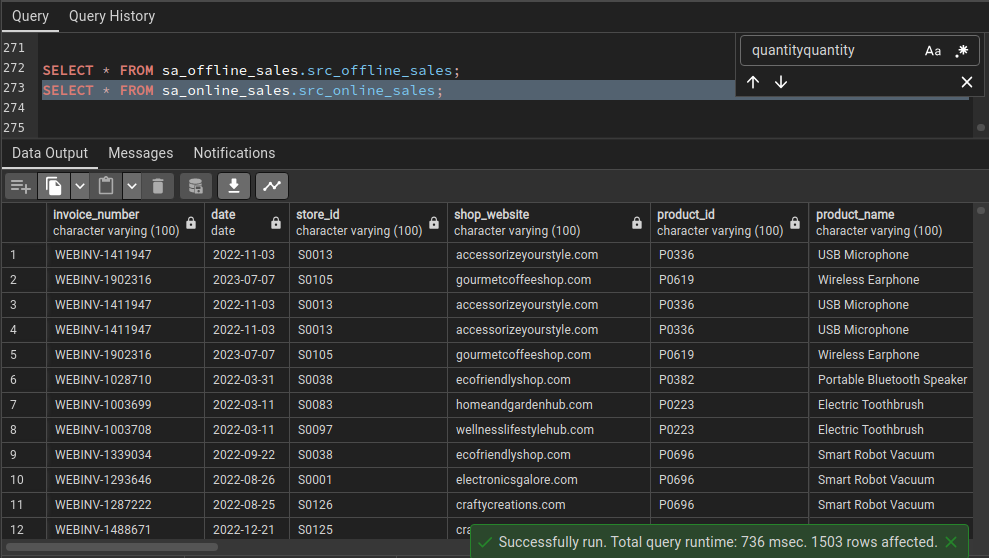 Query Query History
271
272 SELECT * FROM sa_offline_sales.src_offline_sales;
273 SELECT * FROM sa_online_sales.src_online_sales;
274
275
quantityquantity Aa .*
Data Output Messages Notifications
invoice_number date store_id shop_website product_id product_name
character varying (100) date character varying (100) character varying (100) character varying (100) character varying (100)
1 WEBINV-1411947 2022-11-03 S0013 accessorizeyourstyle.com P0336 USB Microphone
2 WEBINV-1902316 2023-07-07 S0105 gourmetcoffeeshop.com P0619 Wireless Earphone
3 WEBINV-1411947 2022-11-03 S0013 accessorizeyourstyle.com P0336 USB Microphone
4 WEBINV-1411947 2022-11-03 S0013 accessorizeyourstyle.com P0336 USB Microphone
5 WEBINV-1902316 2023-07-07 S0105 gourmetcoffeeshop.com P0619 Wireless Earphone
6 WEBINV-1028710 2022-03-31 S0038 ecofriendlyshop.com P0382 Portable Bluetooth Speaker
7 WEBINV-1003699 2022-03-11 S0083 homeandgardenhub.com P0223 Electric Toothbrush
8 WEBINV-1003708 2022-03-11 S0097 wellnesslifestylehub.com P0223 Electric Toothbrush
9 WEBINV-1339034 2022-09-22 S0038 ecofriendlyshop.com P0696 Smart Robot Vacuum
10 WEBINV-1293646 2022-08-26 S0001 electronicsgalore.com P0696 Smart Robot Vacuum
11 WEBINV-1287222 2022-08-25 S0126 craftycreations.com P0696 Smart Robot Vacuum
12 WEBINV-1488671 2022-12-21 S0125
Successfully run. Total query runtime: 736 msec. 1503 rows affected.